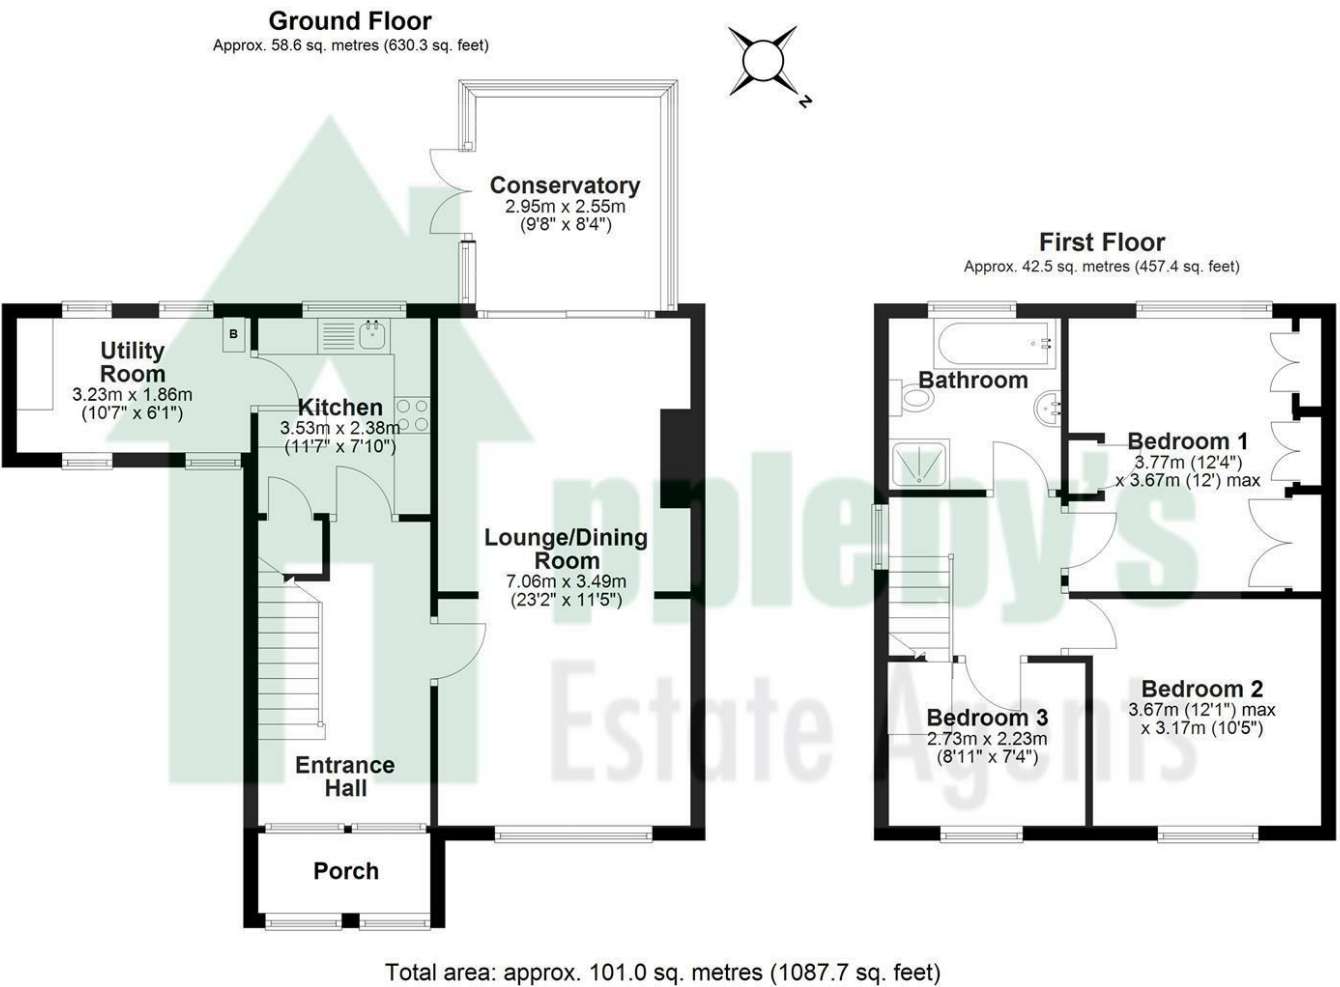 Ground Floor
Approx. 58.6 sq. metres (630.3 sq. feet)
N
Conservatory
2.95m x 2.55m
(9'8" x 8'4")
First Floor
Approx. 42.5 sq. metres (457.4 sq. feet)
B
Utility
Room
3.23m x 1.86m
(10'7" x 6'1")
Kitchen
3.53m x 2.38m
(11'7" x 7'10")
Bathroom
Bedroom 1
3.77m (12'4")
x 3.67m (12') max
Lounge/Dining
Room
7.06m x 3.49m
(23'2" x 11'5")
ppleby's
Estate Agents
Bedroom 2
3.67m (12'1") max
x 3.17m (10'5")
Bedroom 3
2.73m x 2.23m
(8'11" x 7'4")
Entrance
Hall
Porch
Total area: approx. 101.0 sq. metres (1087.7 sq. feet)